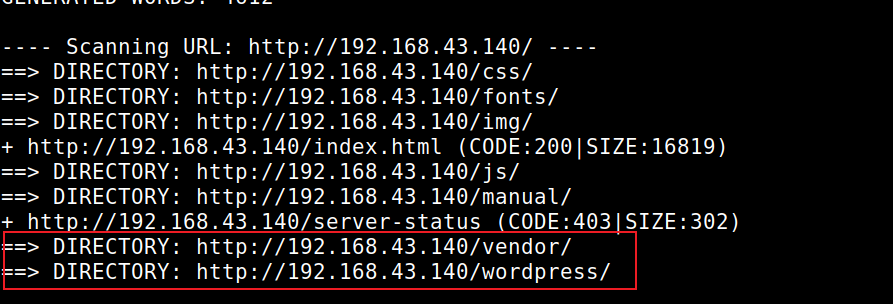 GENERATED WORDS: 4612
---- Scanning URL: http://192.168.43.140/ ----
==> DIRECTORY: http://192.168.43.140/css/
==> DIRECTORY: http://192.168.43.140/fonts/
==> DIRECTORY: http://192.168.43.140/img/
+ http://192.168.43.140/index.html (CODE:200|SIZE:16819)
==> DIRECTORY: http://192.168.43.140/js/
==> DIRECTORY: http://192.168.43.140/manual/
+ http://192.168.43.140/server-status (CODE:403|SIZE:302)
==> DIRECTORY: http://192.168.43.140/vendor/
==> DIRECTORY: http://192.168.43.140/wordpress/